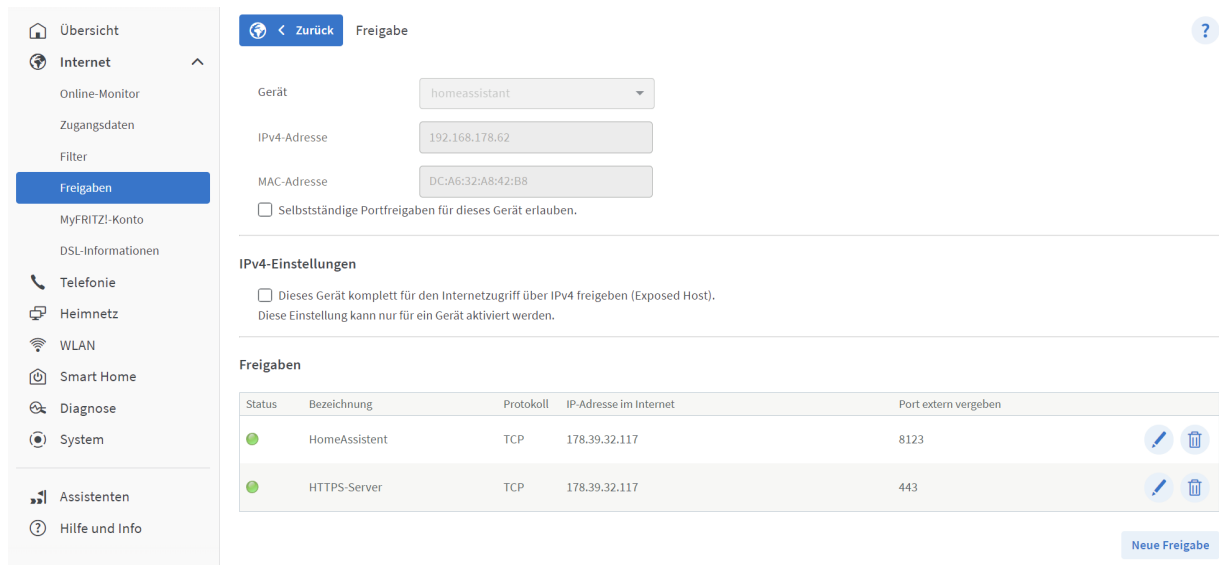 Übersicht
Internet
Online-Monitor
Zugangsdaten
Filter
Freigaben
MyFRITZ!-Konto
DSL-Informationen
Telefonie
Heimnetz
WLAN
Smart Home
Diagnose
System
Assistenten
Hilfe und Info
Zurück Freigabe ?
Gerät homeassistant
IPv4-Adresse 192.168.178.62
MAC-Adresse DC:A6:32:A8:42:B8
Selbstständige Portfreigaben für dieses Gerät erlauben.
IPv4-Einstellungen
Dieses Gerät komplett für den Internetzugriff über IPv4 freigeben (Exposed Host).
Diese Einstellung kann nur für ein Gerät aktiviert werden.
Freigaben
Status Bezeichnung Protokoll IP-Adresse im Internet Port extern vergeben
HomeAssistent TCP 178.39.32.117 8123
HTTPS-Server TCP 178.39.32.117 443
Neue Freigabe